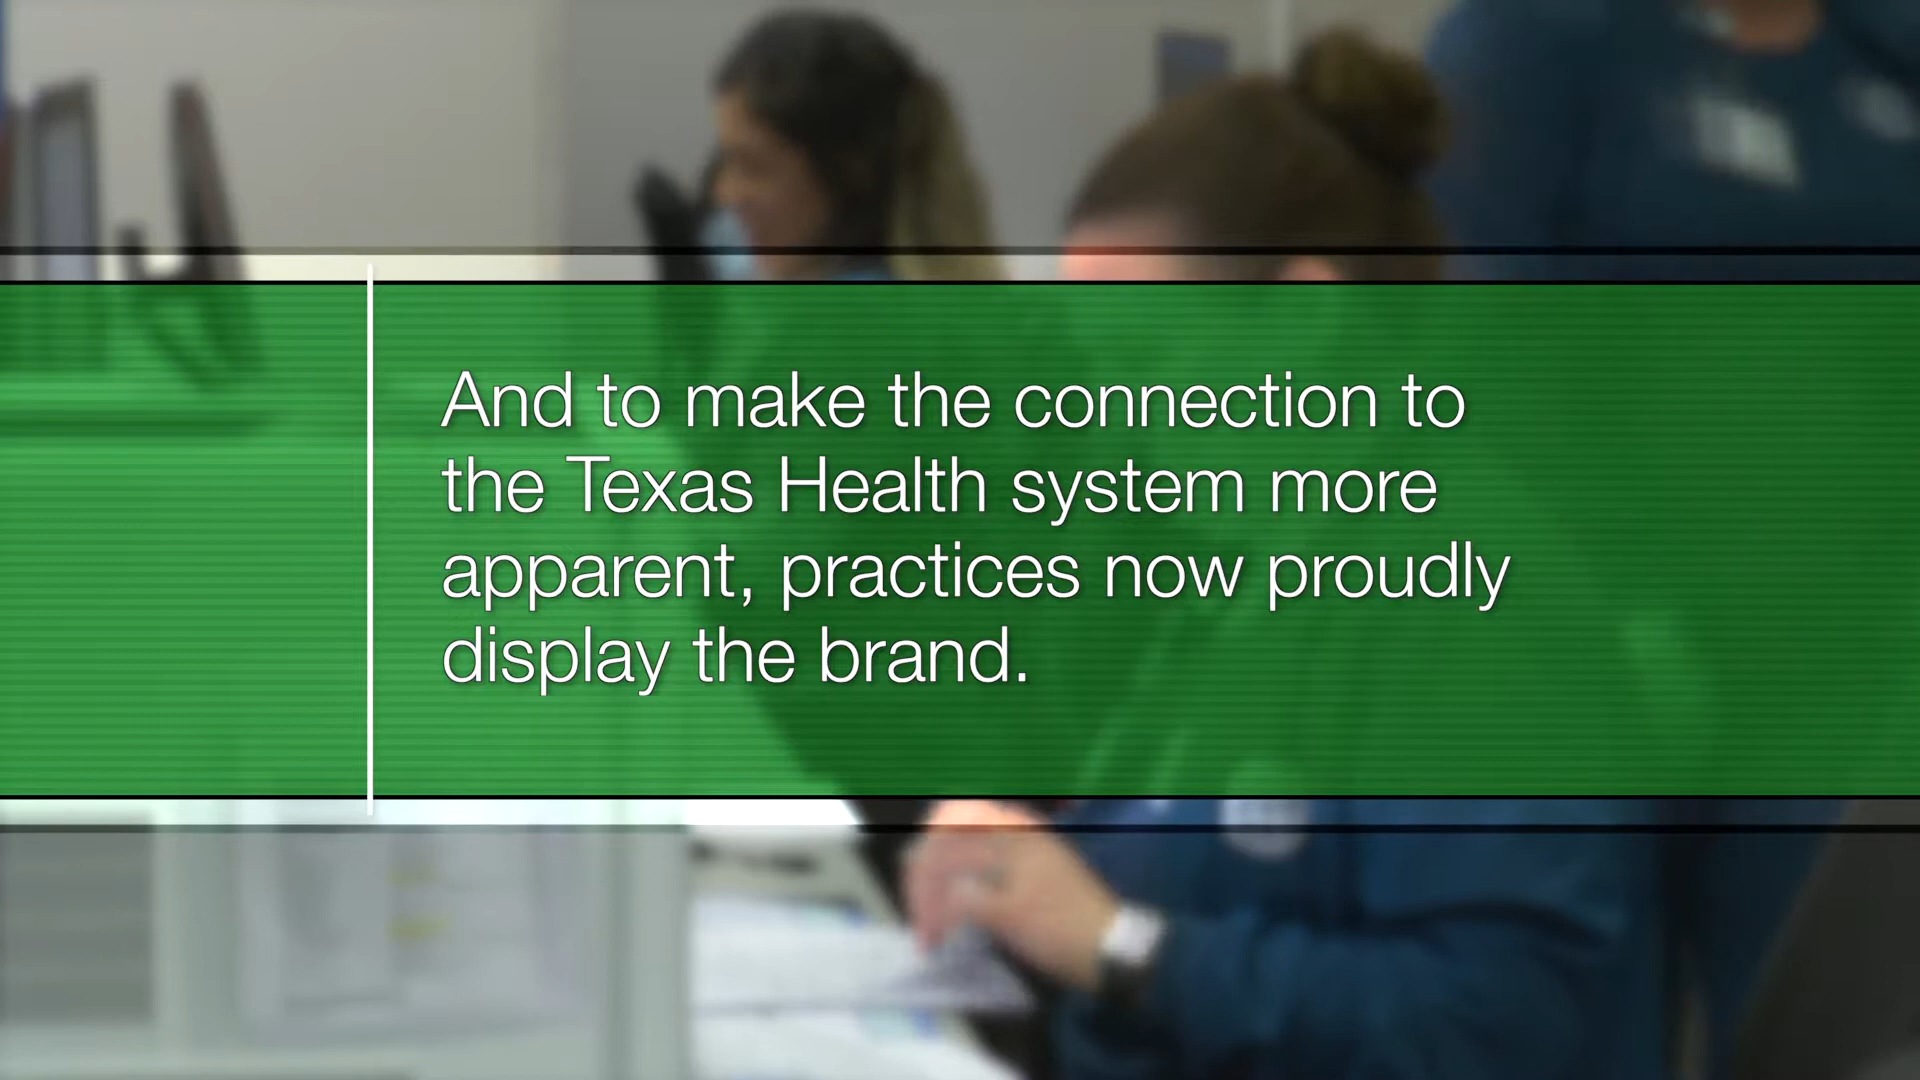 And to make the connection to
the Texas Health system more
apparent, practices now proudly
display the brand.